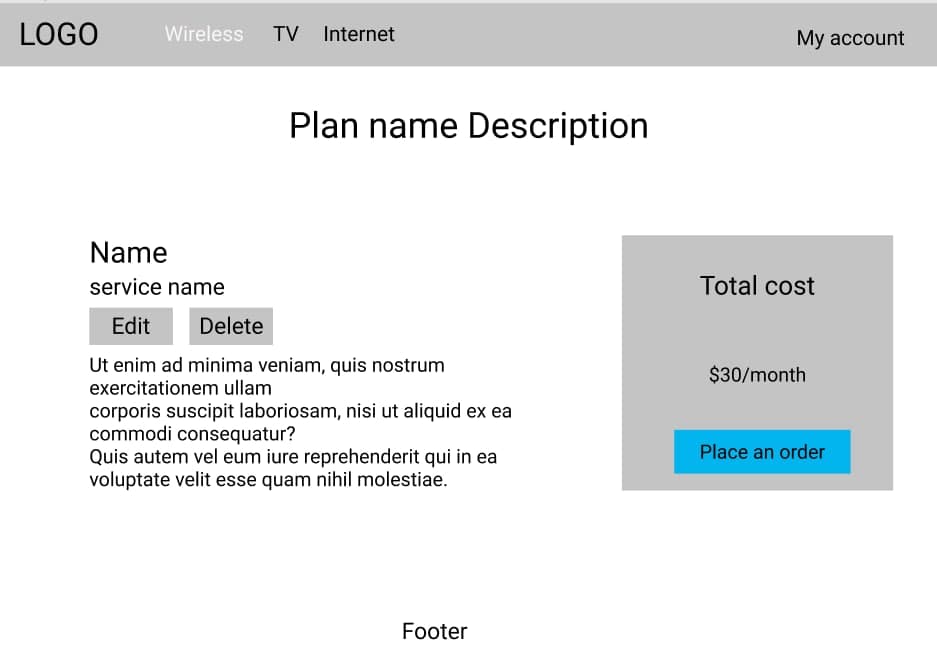 LOGO Wireless TV Internet My account
Plan name Description
Name
service name
Edit Delete
Ut enim ad minima veniam, quis nostrum
exercitationem ullam
corporis suscipit laboriosam, nisi ut aliquid ex ea
commodi consequatur?
Quis autem vel eum iure reprehenderit qui in ea
voluptate velit esse quam nihil molestiae.
Total cost
$30/month
Place an order
Footer